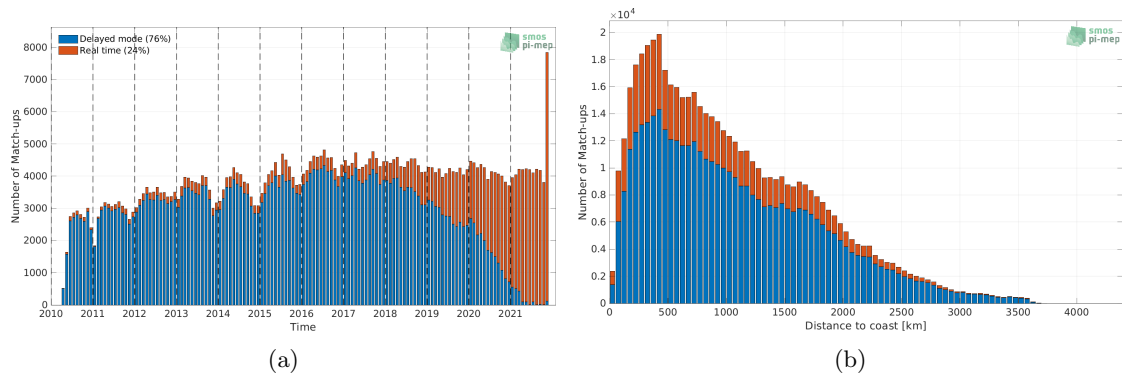 8000
7000
6000
5000
4000
3000
2000
1000
0
Number of Match-ups
Delayed mode (76%)
Real time (24%)
smos
pi-mep
2010 2011 2012 2013 2014 2015 2016 2017 2018 2019 2020 2021
Time
(a)
×10⁴
2
1.8
1.6
1.4
1.2
1
0.8
0.6
0.4
0.2
0
Number of Match-ups
smos
pi-mep
0 500 1000 1500 2000 2500 3000 3500 4000
Distance to coast [km]
(b)